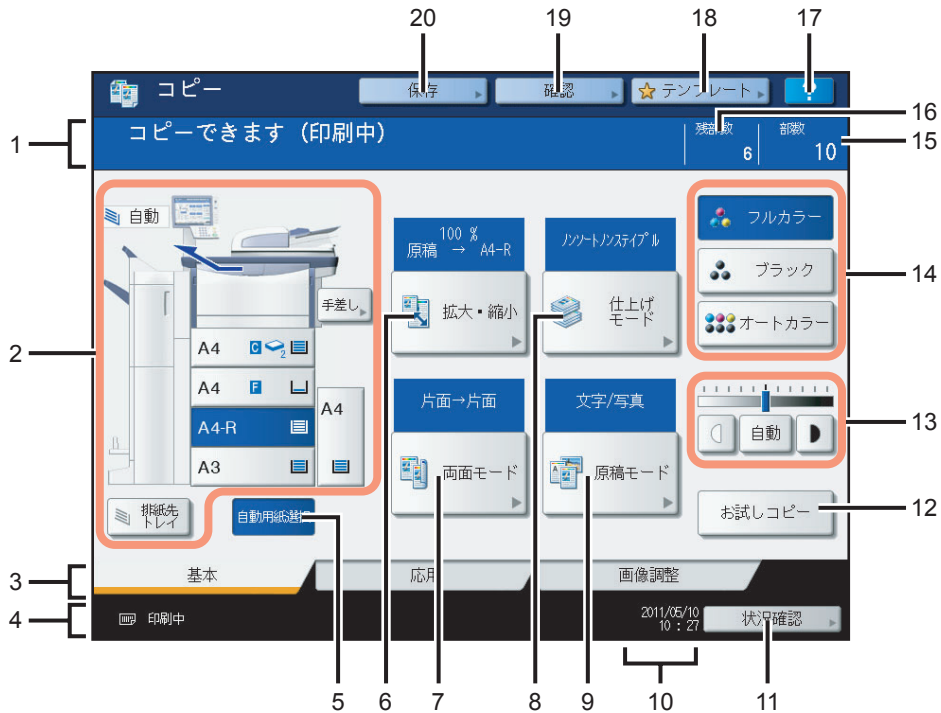 20
19
18
17
コピー
保存
確認
テンプレート
?
1
コピーできます (印刷中)
残部数
6
部数
10
16
15
2
自動
手差し
A4
C
2
A4
F
A4-R
A3
A4
排紙先
トレイ
自動用紙選択
100 %
原稿 → A4-R
拡大・縮小
ノンソートノンステイプル
仕上げ
モード
片面→片面
両面モード
文字/写真
原稿モード
フルカラー
ブラック
オートカラー
14
自動
13
お試しコピー
12
3
基本
応用
画像調整
4
印刷中
2011/05/10
10 : 27
状況確認
5
6
7
8
9
10
11